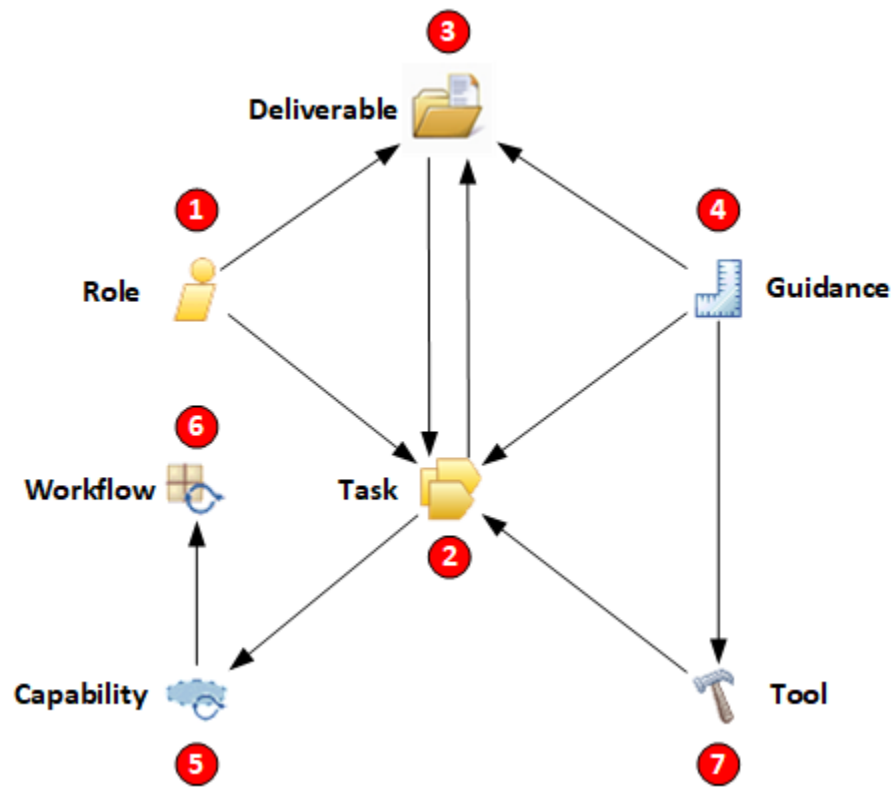 3
Deliverable
1
4
Role
Guidance
6
Workflow
Task
2
Capability
Tool
5
7